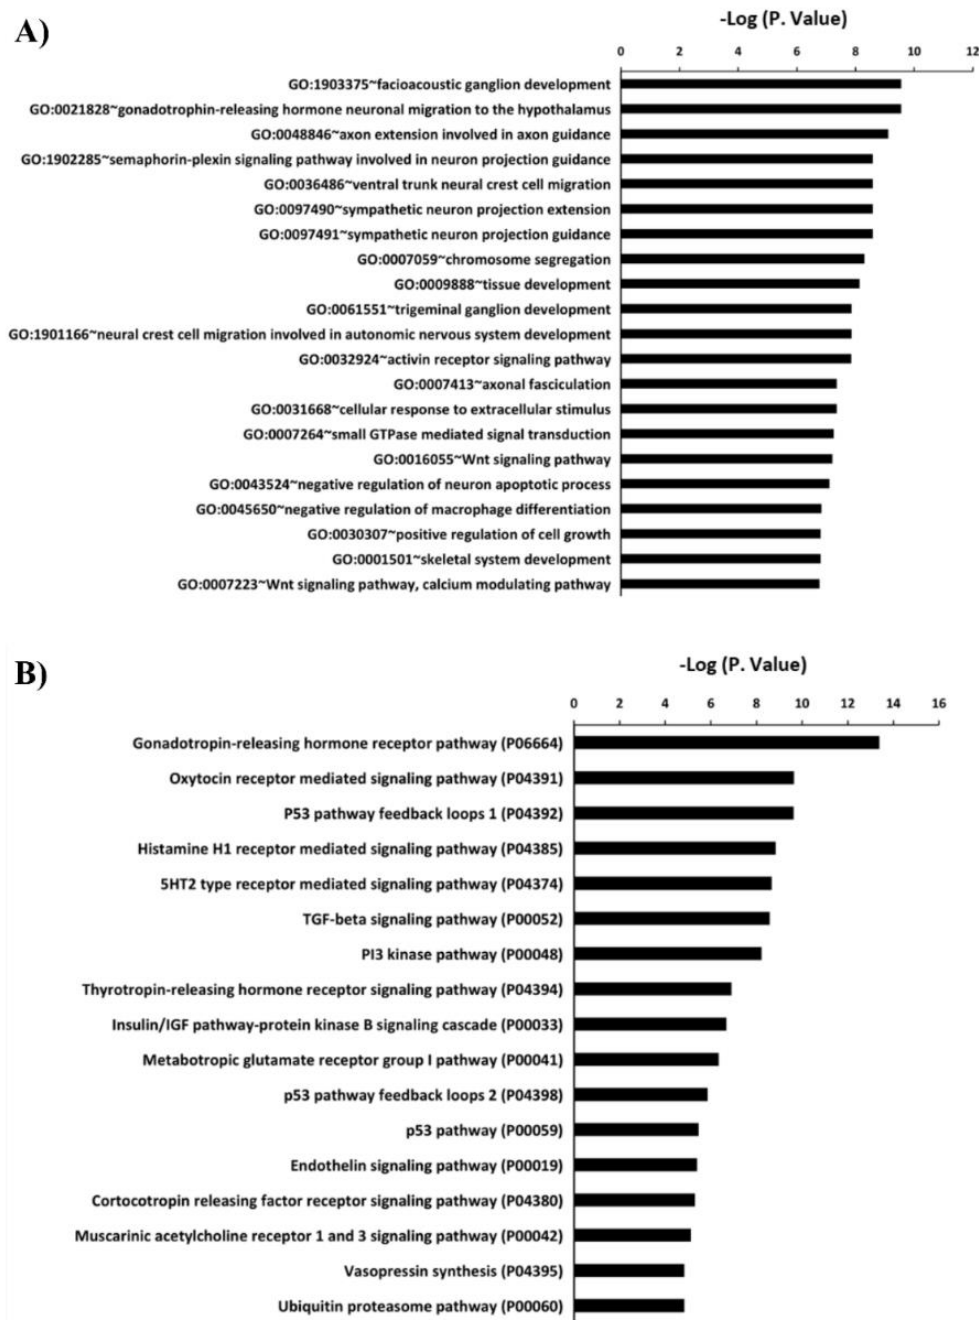 A)
-Log (P. Value)
0 2 4 6 8 10 12
GO:1903375~facioacoustic ganglion development
GO:0021828~gonadotrophin-releasing hormone neuronal migration to the hypothalamus
GO:0048846~axon extension involved in axon guidance
GO:1902285~semaphorin-plexin signaling pathway involved in neuron projection guidance
GO:0036486~ventral trunk neural crest cell migration
GO:0097490~sympathetic neuron projection extension
GO:0097491~sympathetic neuron projection guidance
GO:0007059~chromosome segregation
GO:0009888~tissue development
GO:0061551~trigeminal ganglion development
GO:1901166~neural crest cell migration involved in autonomic nervous system development
GO:0032924~activin receptor signaling pathway
GO:0007413~axonal fasciculation
GO:0031668~cellular response to extracellular stimulus
GO:0007264~small GTPase mediated signal transduction
GO:0016055~Wnt signaling pathway
GO:0043524~negative regulation of neuron apoptotic process
GO:0045650~negative regulation of macrophage differentiation
GO:0030307~positive regulation of cell growth
GO:0001501~skeletal system development
GO:0007223~Wnt signaling pathway, calcium modulating pathway
B)
-Log (P. Value)
0 2 4 6 8 10 12 14 16
Gonadotropin-releasing hormone receptor pathway (P06664)
Oxytocin receptor mediated signaling pathway (P04391)
P53 pathway feedback loops 1 (P04392)
Histamine H1 receptor mediated signaling pathway (P04385)
5HT2 type receptor mediated signaling pathway (P04374)
TGF-beta signaling pathway (P00052)
PI3 kinase pathway (P00048)
Thyrotropin-releasing hormone receptor signaling pathway (P04394)
Insulin/IGF pathway-protein kinase B signaling cascade (P00033)
Metabotropic glutamate receptor group I pathway (P00041)
p53 pathway feedback loops 2 (P04398)
p53 pathway (P00059)
Endothelin signaling pathway (P00019)
Cortocotropin releasing factor receptor signaling pathway (P04380)
Muscarinic acetylcholine receptor 1 and 3 signaling pathway (P00042)
Vasopressin synthesis (P04395)
Ubiquitin proteasome pathway (P00060)